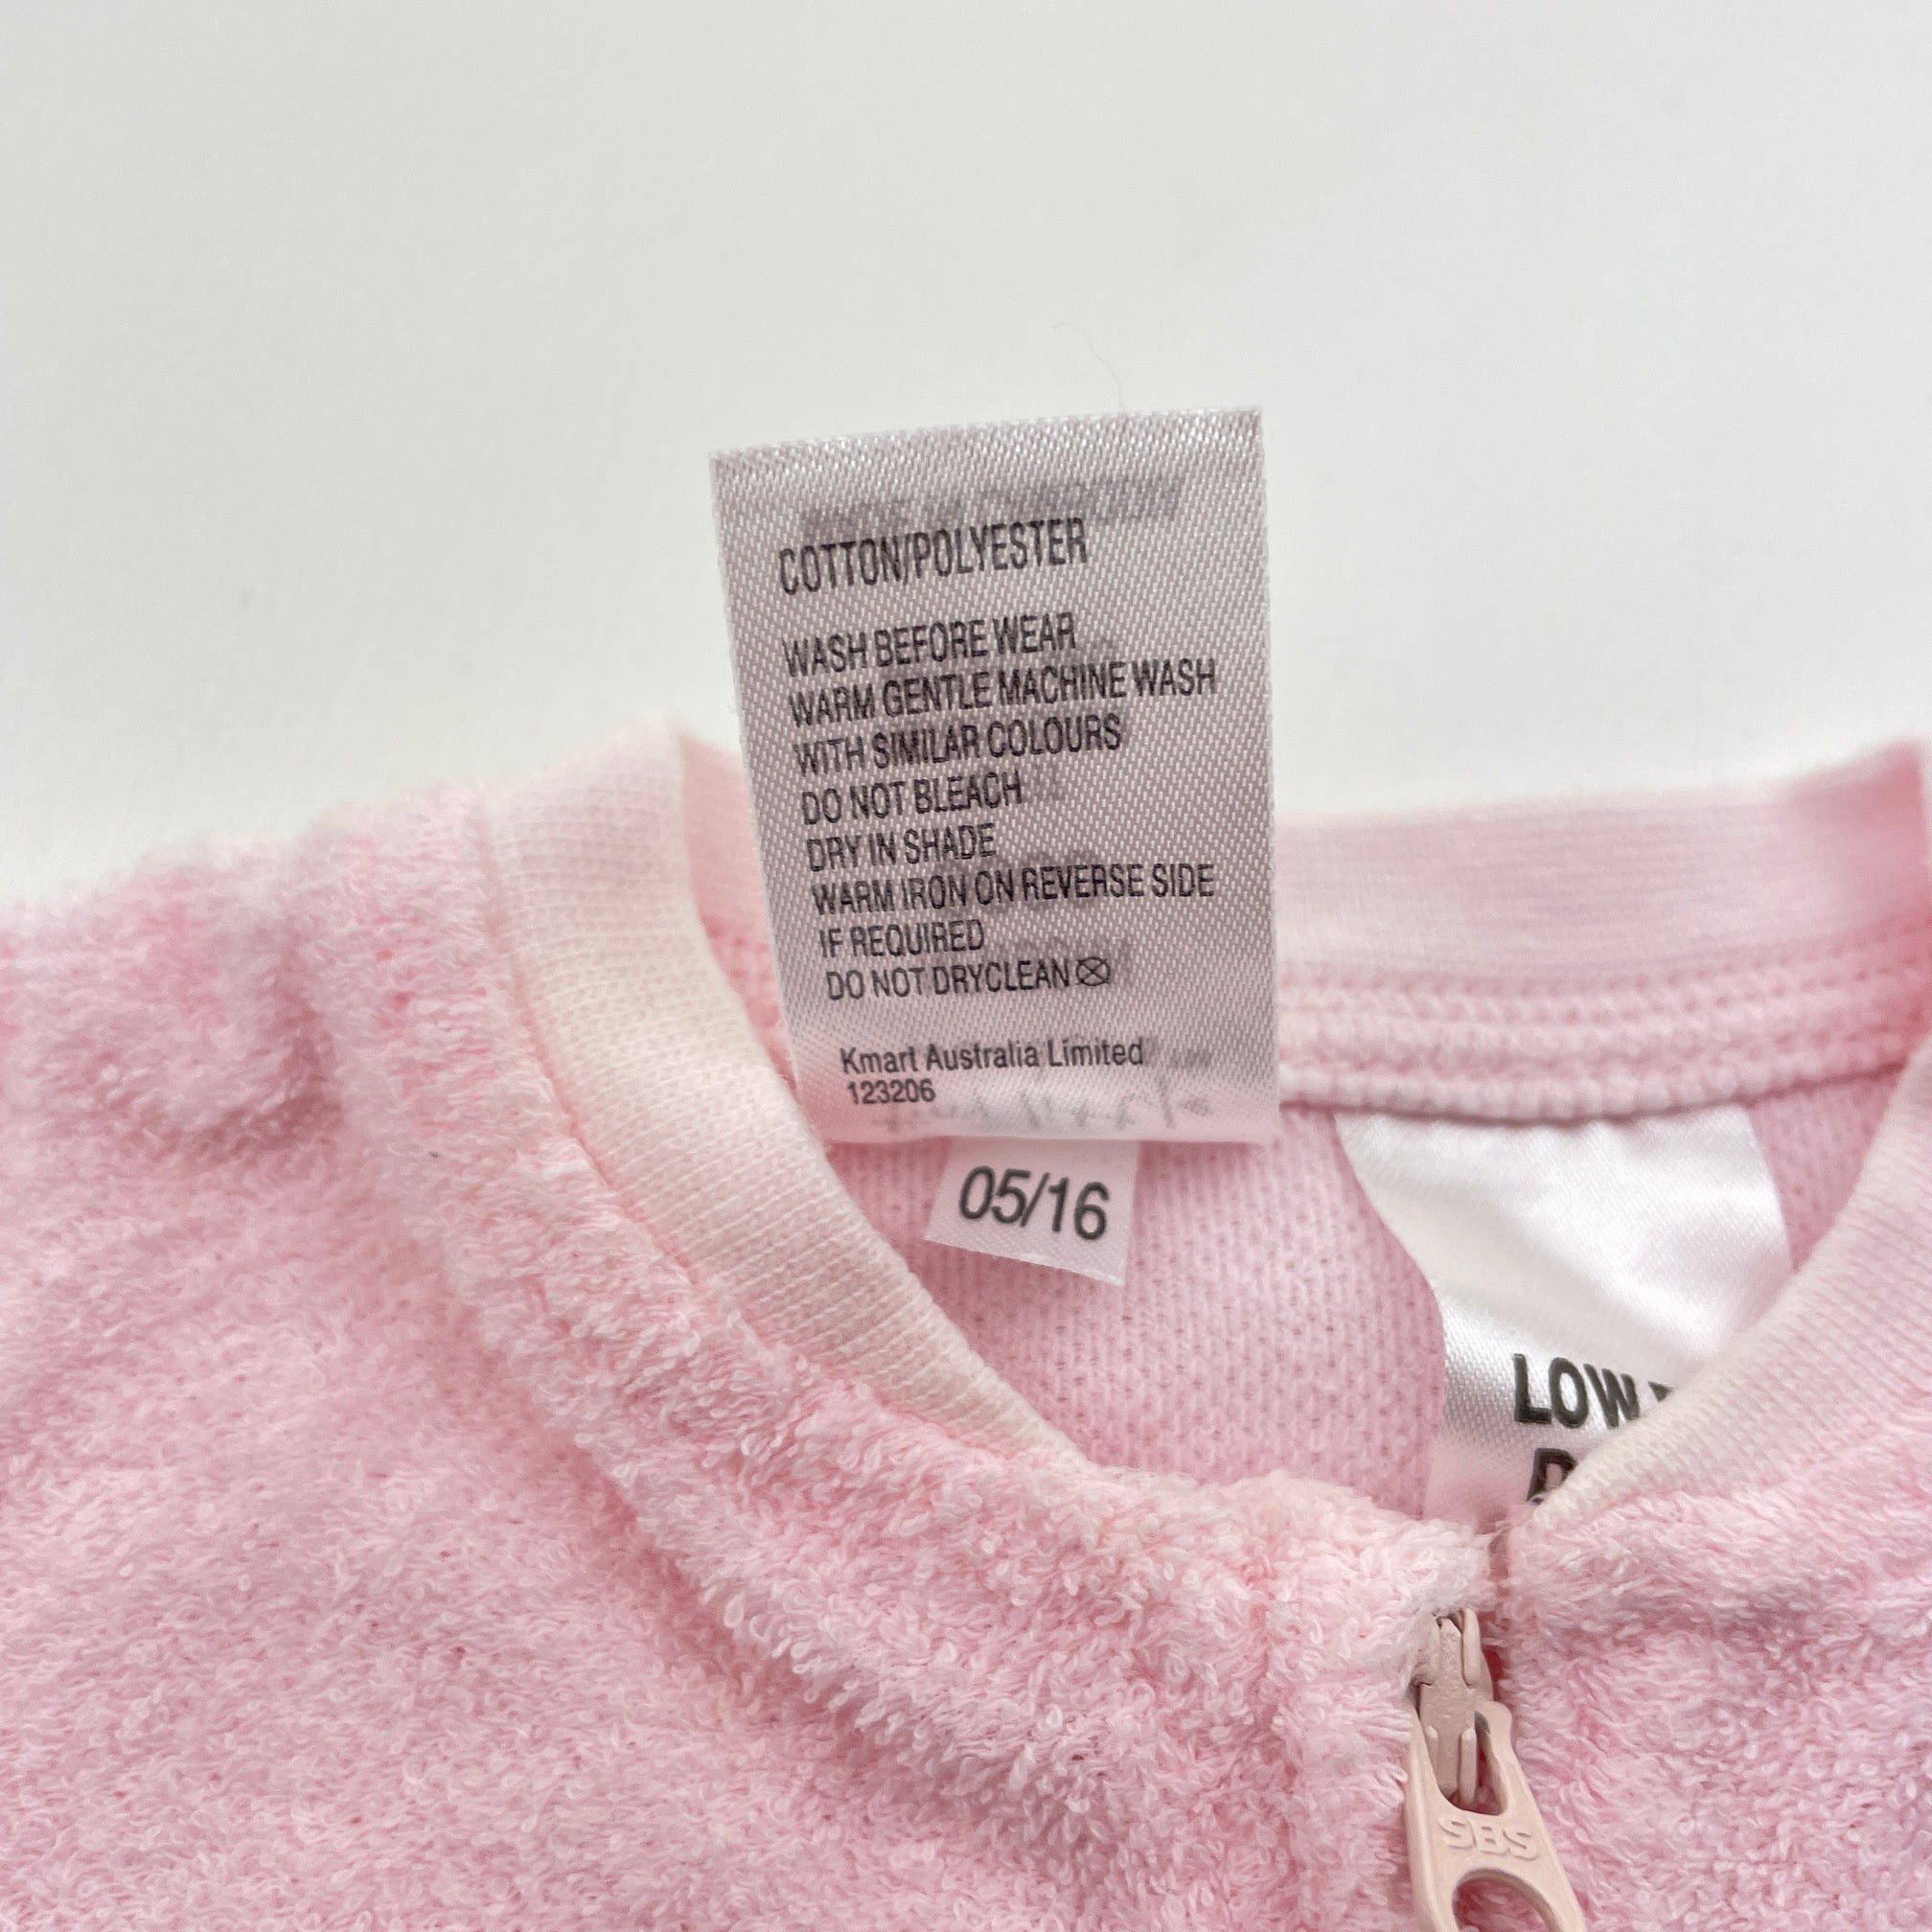 COTTON/POLYESTER
WASH BEFORE WEAR
WARM GENTLE MACHINE WASH
WITH SIMILAR COLOURS
DO NOT BLEACH
DRY IN SHADE
WARM IRON ON REVERSE SIDE
IF REQUIRED
DO NOT DRYCLEAN
Kmart Australia Limited
123206
05/16
LOW
SBS